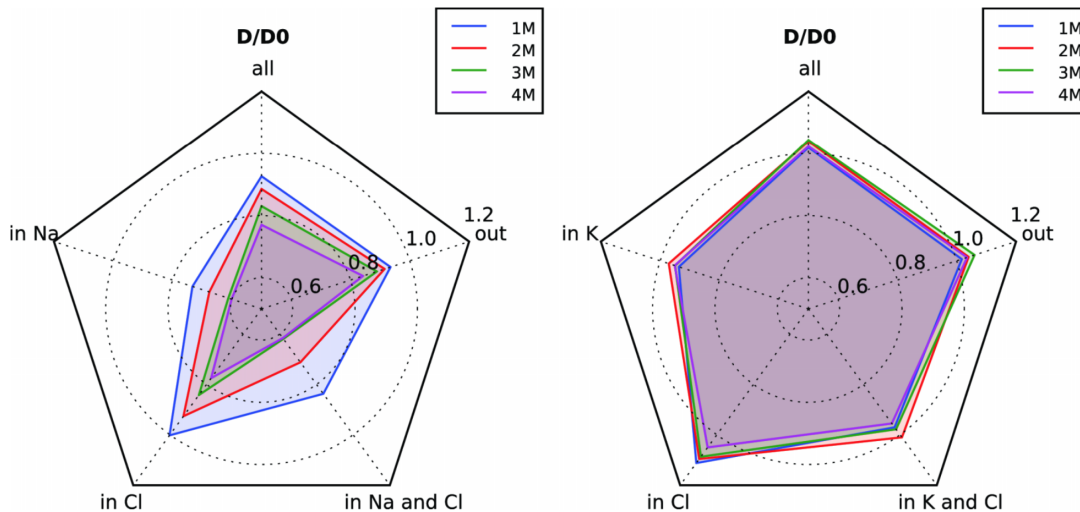 D/D0
all
1M
2M
3M
4M
in Na
1.2
out
1.0
0.8
0.6
in Cl
in Na and Cl
D/D0
all
1M
2M
3M
4M
in K
1.2
out
1.0
0.8
0.6
in Cl
in K and Cl